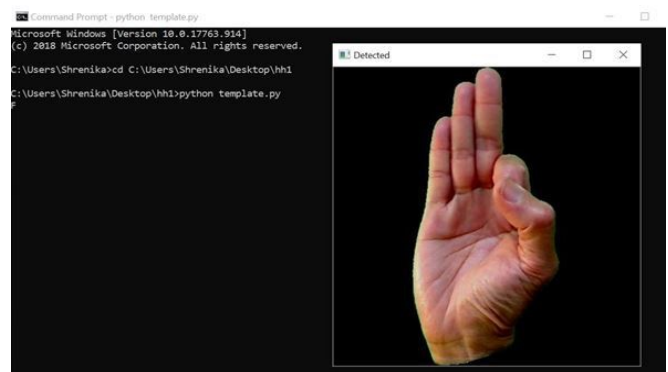 Command Prompt - python template.py
Microsoft Windows [Version 10.0.17763.914]
(c) 2018 Microsoft Corporation. All rights reserved.
C:\Users\Shrenika>cd C:\Users\Shrenika\Desktop\hh1
C:\Users\Shrenika\Desktop\hh1>python template.py
F
Detected